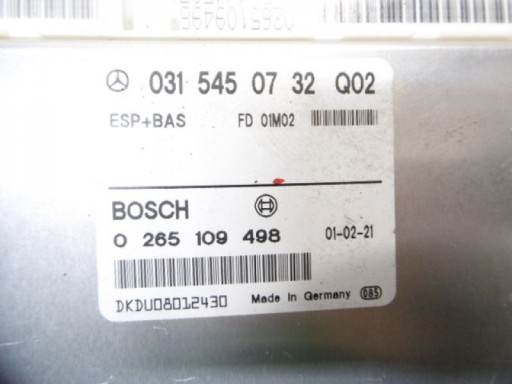 031 545 07 32 Q02
ESP+BAS FD 01M02
BOSCH
0 265 109 498 01-02-21
DKDU08012430 Made in Germany 085